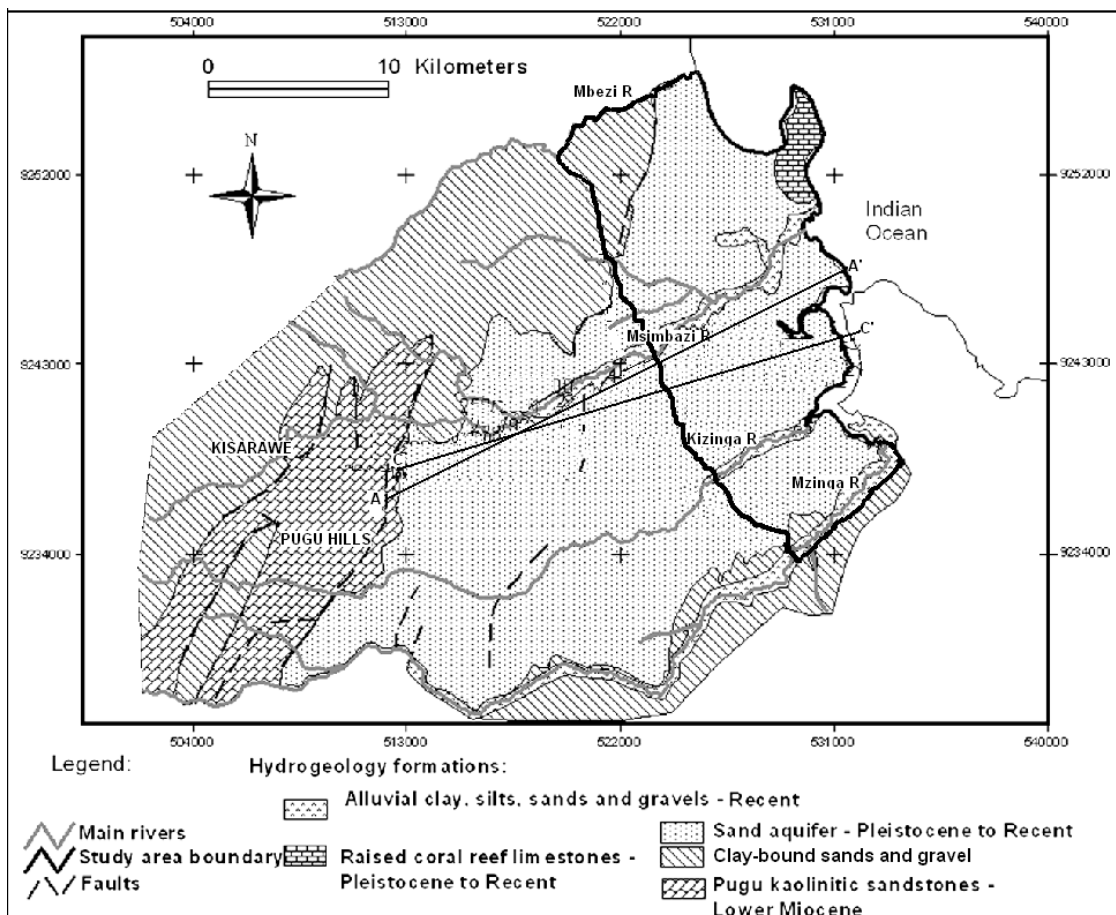 504000 513000 522000 531000 540000
0 10 Kilometers
Mbezi R
N
9252000 9252000
Indian
Ocean
A'
C'
Msimbazi R
9243000 9243000
KISARAWE
Kizinga R
C
A
Mzinga R
PUGU HILLS
9234000 9234000
504000 513000 522000 531000 540000
Legend:
Hydrogeology formations:
Alluvial clay, silts, sands and gravels - Recent
Main rivers
Study area boundary
Faults
Raised coral reef limestones -
Pleistocene to Recent
Sand aquifer - Pleistocene to Recent
Clay-bound sands and gravel
Pugu kaolinitic sandstones -
Lower Miocene